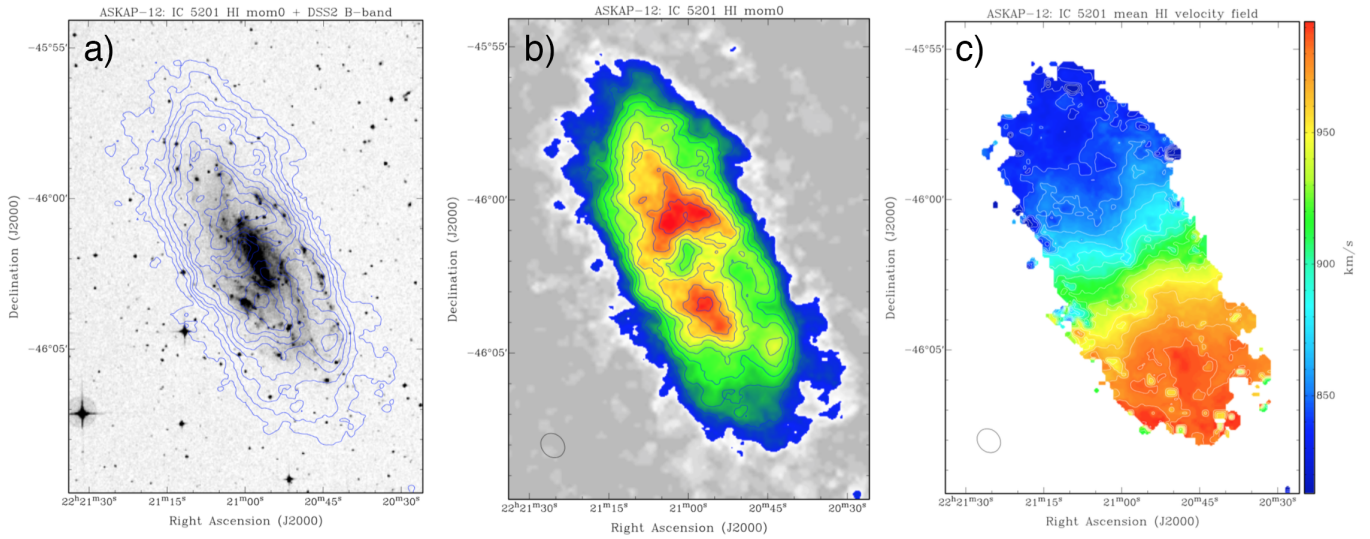 ASKAP-12: IC 5201 HI mom0 + DSS2 B-band
a)
-45°55'
-46°00'
-46°05'
Declination (J2000)
22ʰ21ᵐ30ˢ 21ᵐ15ˢ 21ᵐ00ˢ 20ᵐ45ˢ 20ᵐ30ˢ
Right Ascension (J2000)
ASKAP-12: IC 5201 HI mom0
b)
-45°55'
-46°00'
-46°05'
Declination (J2000)
22ʰ21ᵐ30ˢ 21ᵐ15ˢ 21ᵐ00ˢ 20ᵐ45ˢ 20ᵐ30ˢ
Right Ascension (J2000)
ASKAP-12: IC 5201 mean HI velocity field
c)
-45°55'
-46°00'
-46°05'
Declination (J2000)
22ʰ21ᵐ30ˢ 21ᵐ15ˢ 21ᵐ00ˢ 20ᵐ45ˢ 20ᵐ30ˢ
Right Ascension (J2000)
950
900
850
km/s